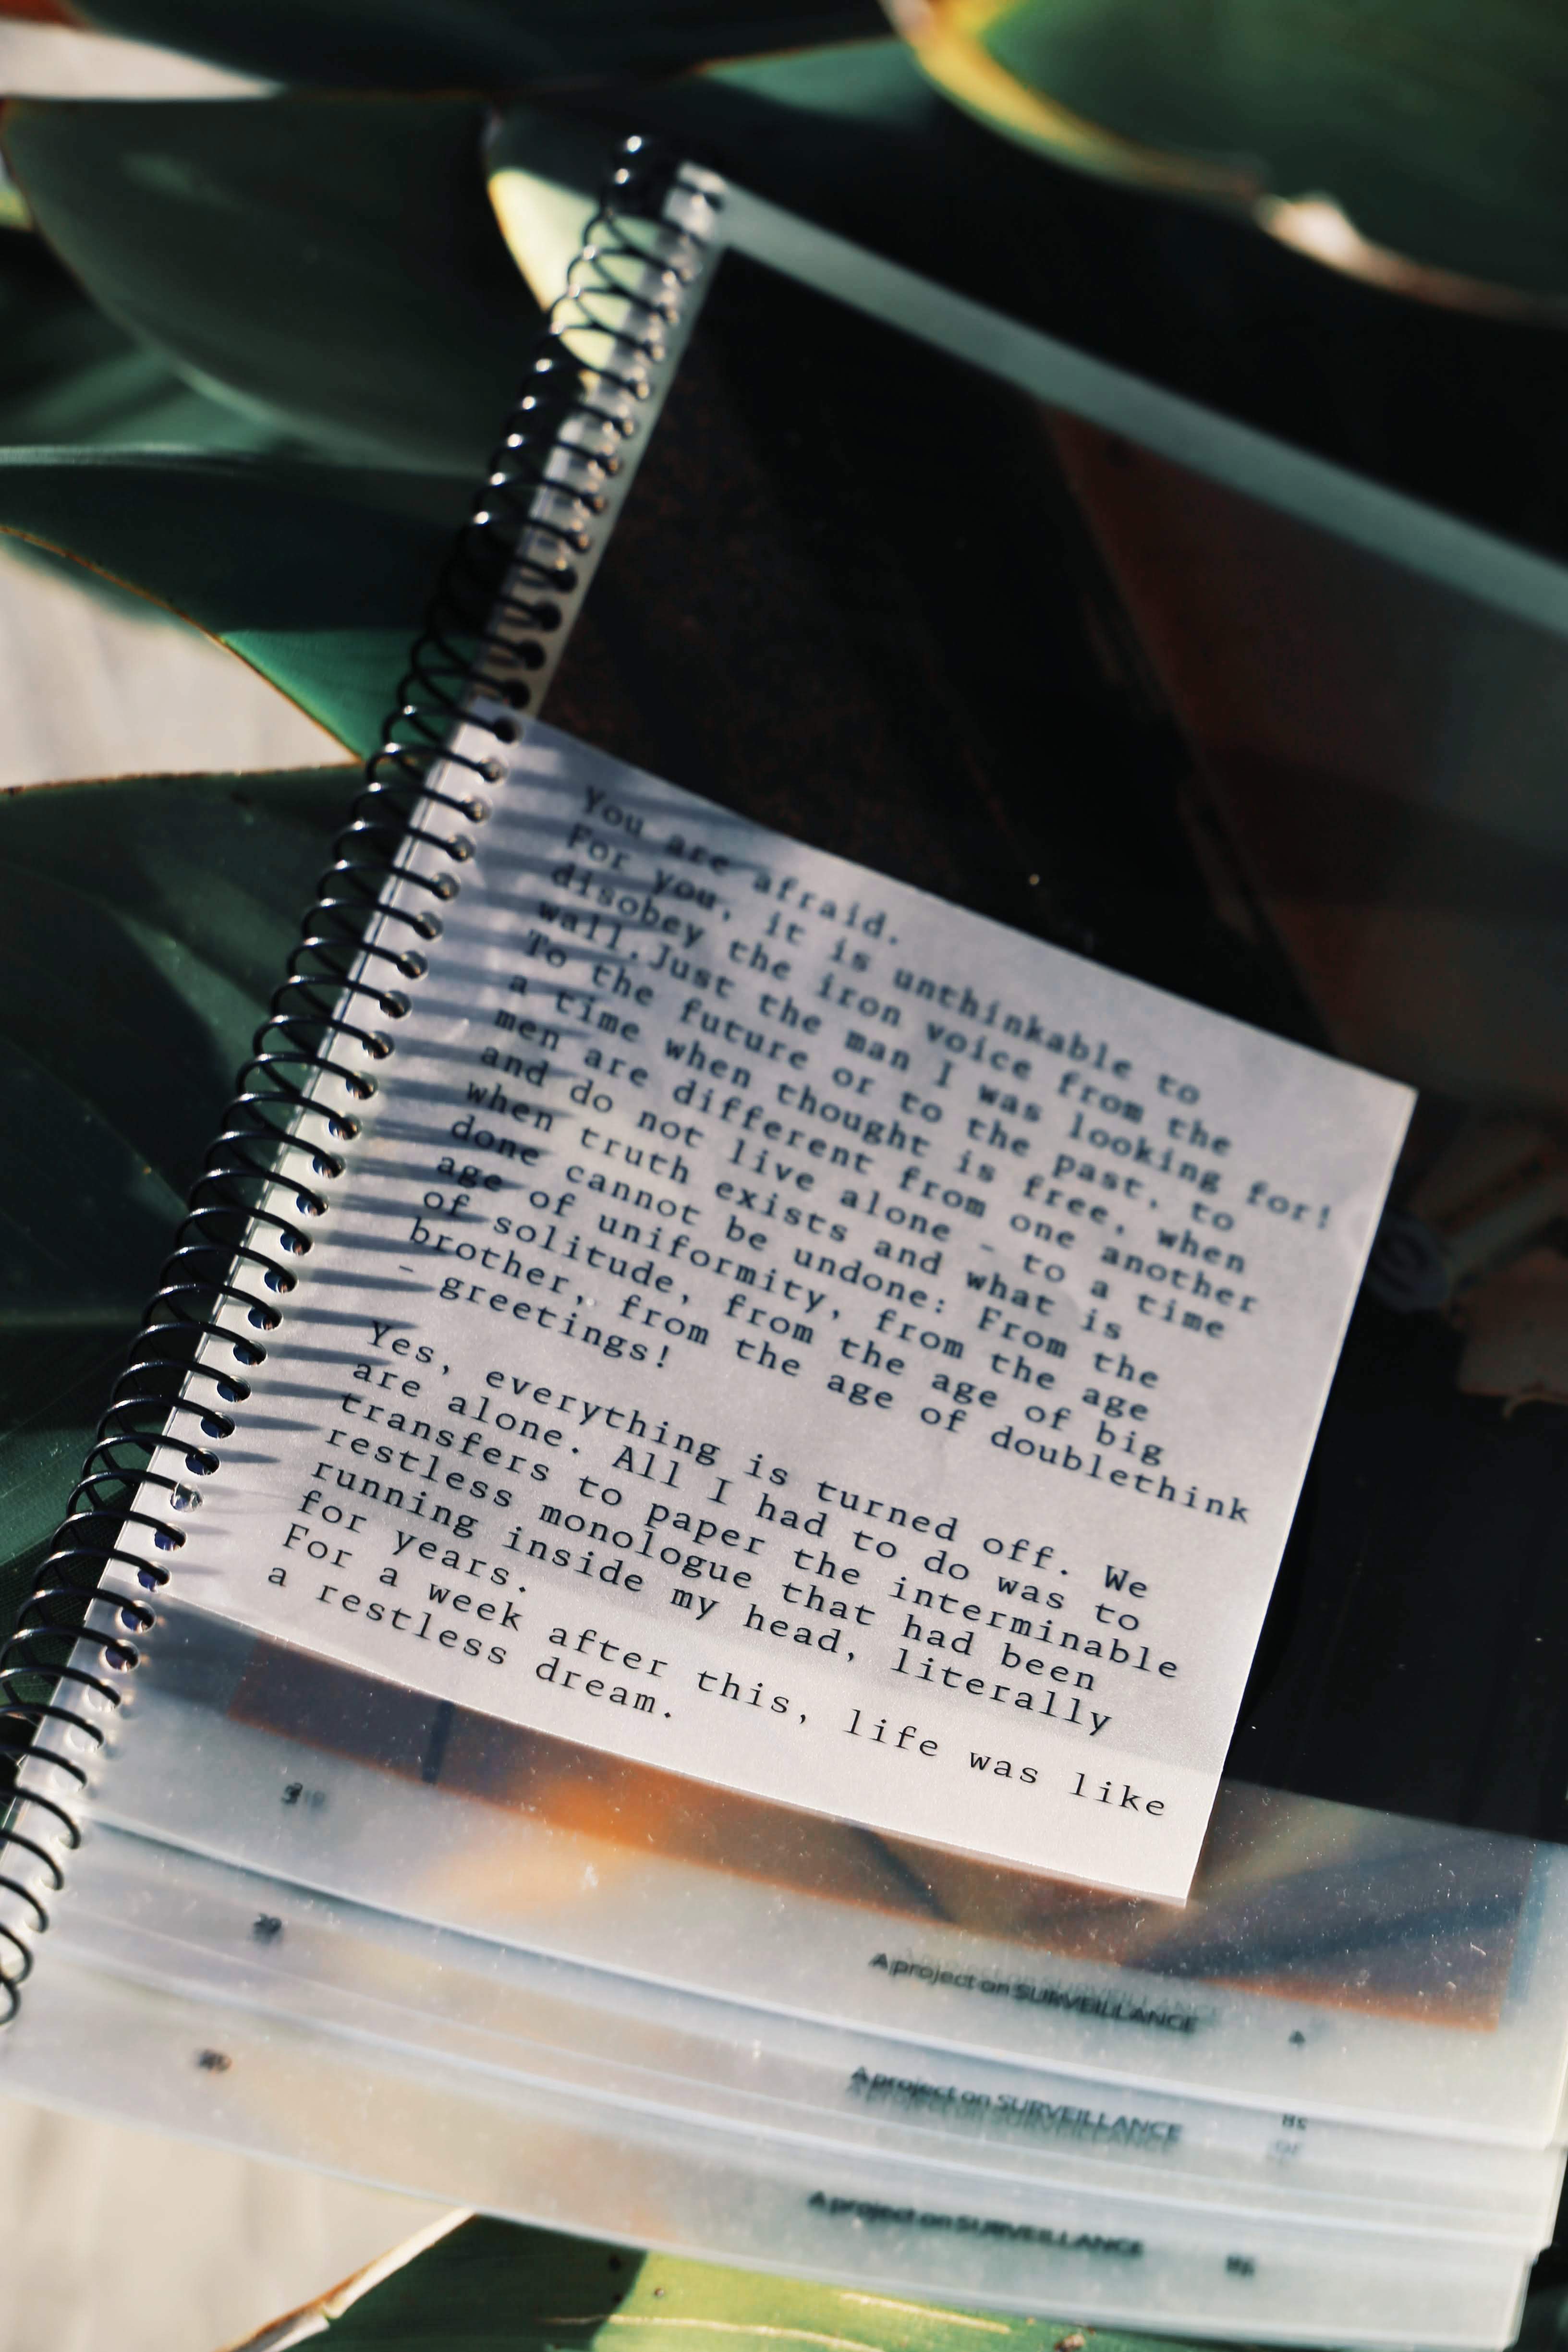 You are afraid.
For you, it is unthinkable to
disobey the iron voice from the
wall.Just the man I was looking for!
To the future or to the past, to
a time when thought is free, when
men are different from one another
and do not live alone - to a time
when truth exists and what is
done cannot be undone: From the
age of uniformity, from the age
of solitude, from the age of big
brother, from the age of doublethink
- greetings!
Yes, everything is turned off. We
are alone. All I had to do was to
transfers to paper the interminable
restless monologue that had been
running inside my head, literally
for years.
For a week after this, life was like
a restless dream.
A project on SURVEILLANCE
A project on SURVEILLANCE
A project on SURVEILLANCE